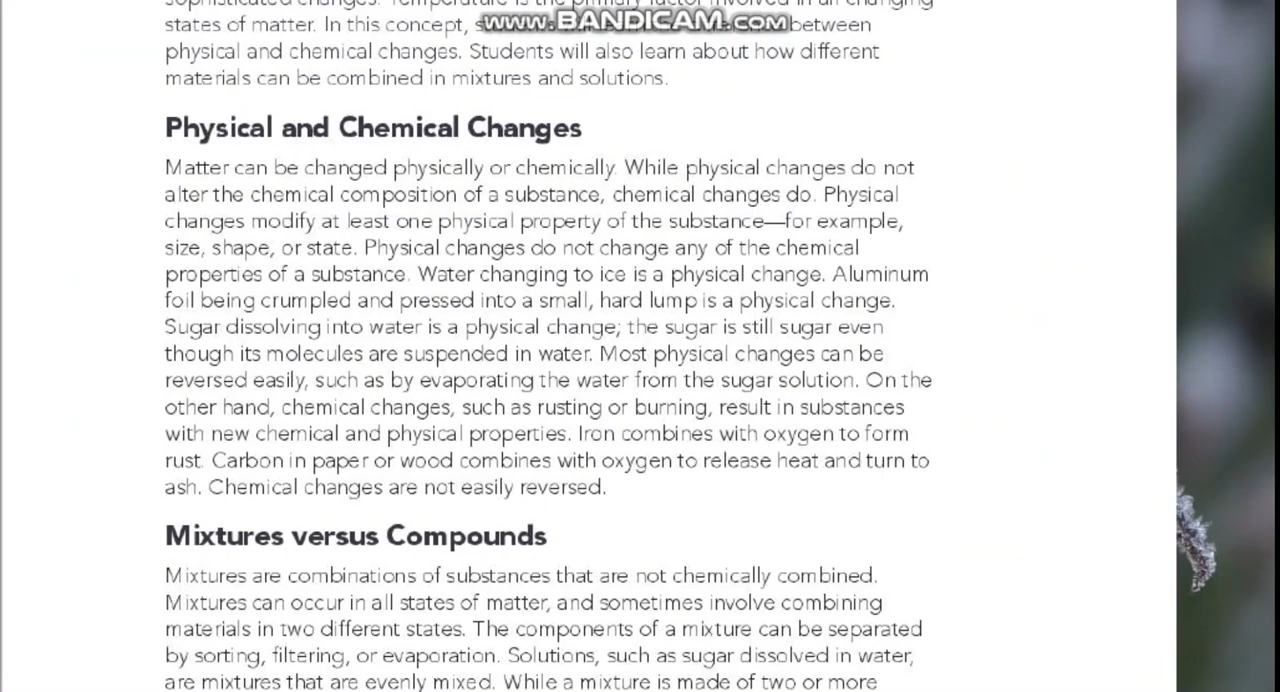 sophisticated changes. Temperature is the primary factor involved in all changing
www.BANDICAM.com
states of matter. In this concept, between
physical and chemical changes. Students will also learn about how different
materials can be combined in mixtures and solutions.
Physical and Chemical Changes
Matter can be changed physically or chemically. While physical changes do not
alter the chemical composition of a substance, chemical changes do. Physical
changes modify at least one physical property of the substance—for example,
size, shape, or state. Physical changes do not change any of the chemical
properties of a substance. Water changing to ice is a physical change. Aluminum
foil being crumpled and pressed into a small, hard lump is a physical change.
Sugar dissolving into water is a physical change; the sugar is still sugar even
though its molecules are suspended in water. Most physical changes can be
reversed easily, such as by evaporating the water from the sugar solution. On the
other hand, chemical changes, such as rusting or burning, result in substances
with new chemical and physical properties. Iron combines with oxygen to form
rust. Carbon in paper or wood combines with oxygen to release heat and turn to
ash. Chemical changes are not easily reversed.
Mixtures versus Compounds
Mixtures are combinations of substances that are not chemically combined.
Mixtures can occur in all states of matter, and sometimes involve combining
materials in two different states. The components of a mixture can be separated
by sorting, filtering, or evaporation. Solutions, such as sugar dissolved in water,
are mixtures that are evenly mixed. While a mixture is made of two or more